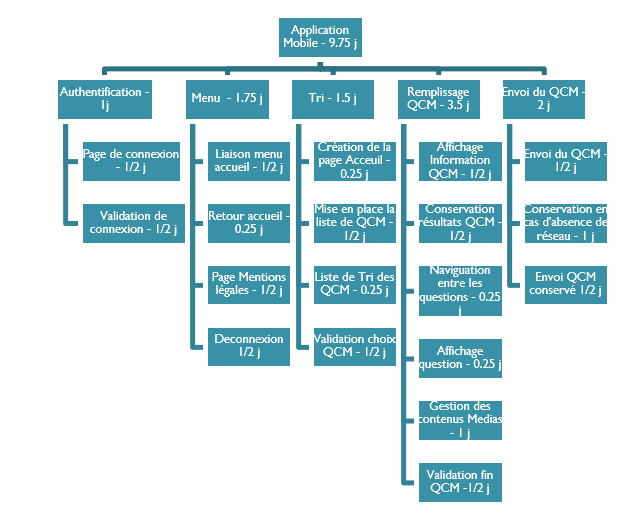 Application
Mobile - 9.75 j
Authentification -
1j
Menu - 1.75 j
Tri - 1.5 j
Remplissage
QCM - 3.5 j
Envoi du QCM -
2 j
Page de connexion
- 1/2 j
Validation de
connexion - 1/2 j
Liaison menu
accueil - 1/2 j
Retour accueil -
0.25 j
Page Mentions
légales - 1/2 j
Deconnexion
1/2 j
Création de la
page Acceuil -
0.25 j
Mise en place la
liste de QCM -
1/2 j
Liste de Tri des
QCM - 0.25 j
Validation choix
QCM - 1/2 j
Affichage
Information
QCM - 1/2 j
Conservation
résultats QCM -
1/2 j
Naviguation
entre les
questions - 0.25
j
Affichage
question - 0.25 j
Gestion des
contenus Medias
- 1 j
Validation fin
QCM -1/2 j
Envoi du QCM -
1/2 j
Conservation en
cas d'absence de
réseau - 1 j
Envoi QCM
conservé 1/2 j